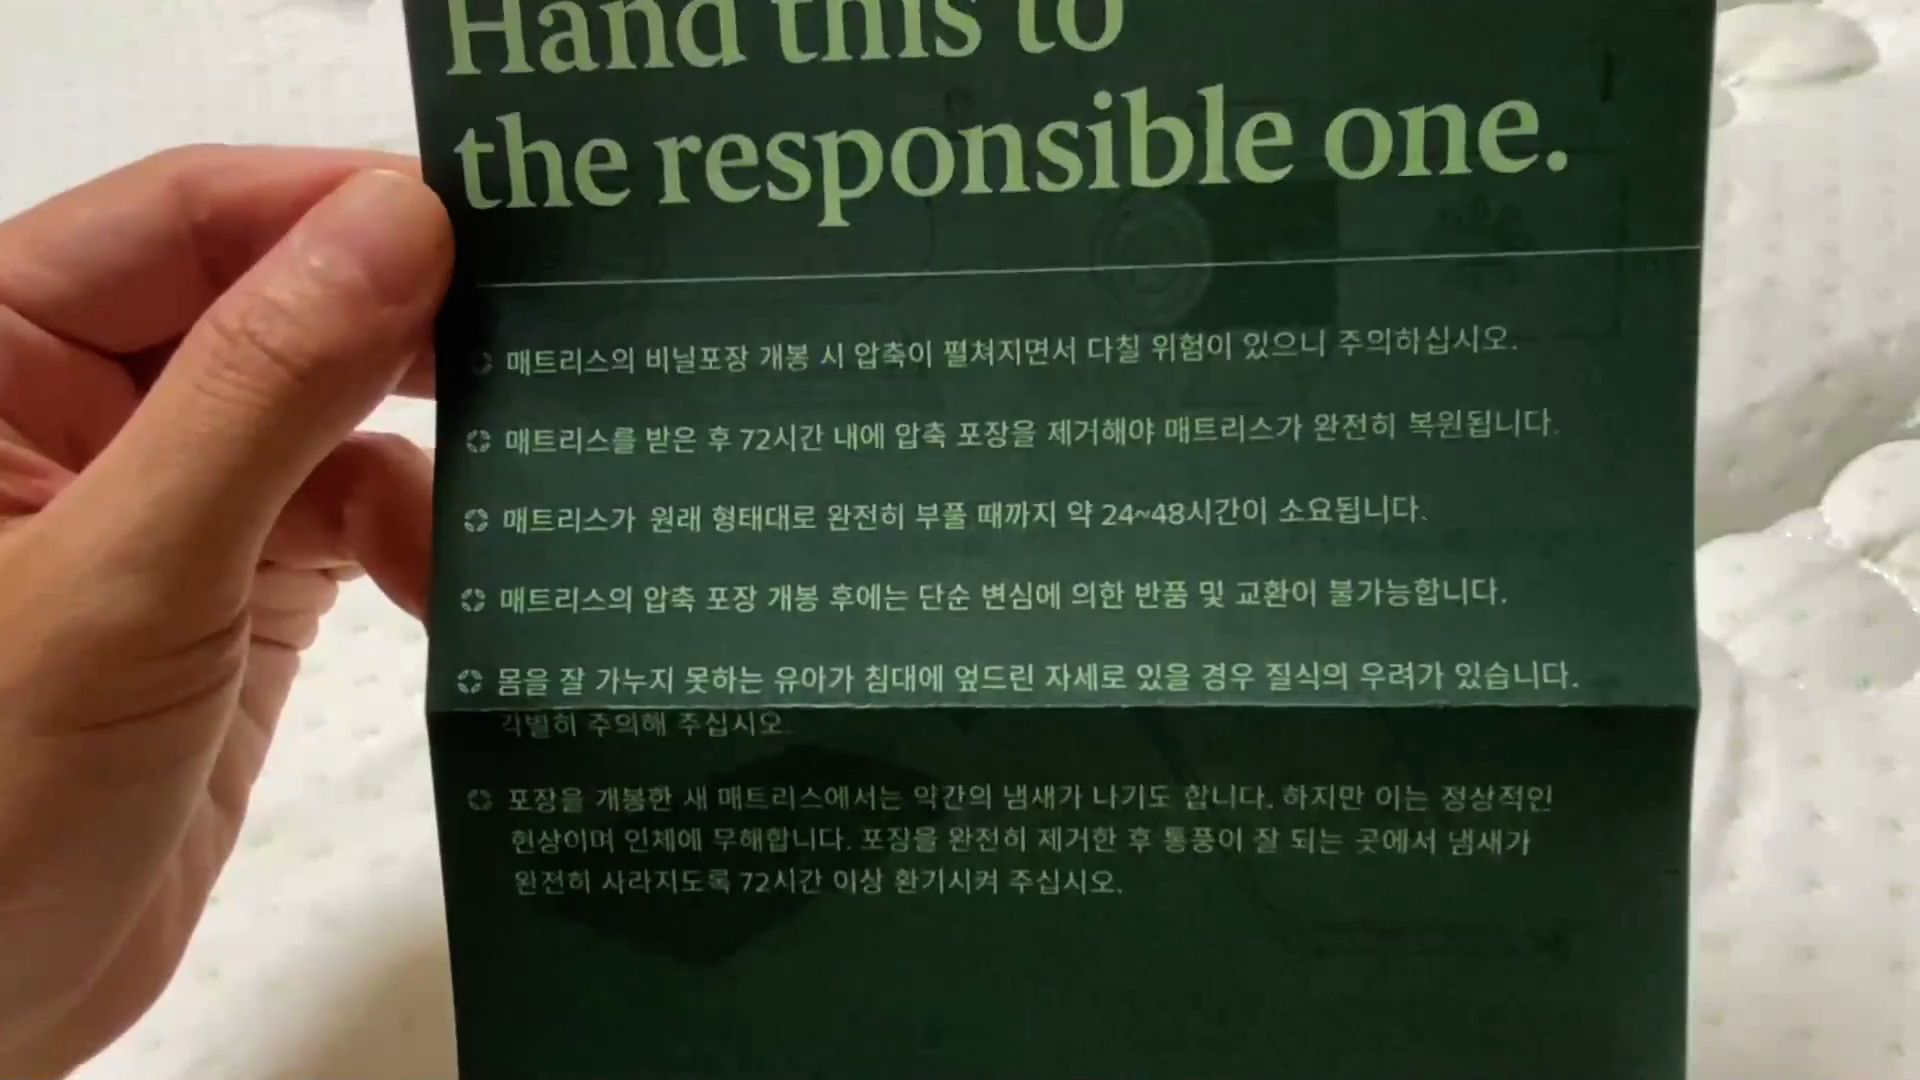 Hand this to
the responsible one.
매트리스의 비닐포장 개봉 시 압축이 펼쳐지면서 다칠 위험이 있으니 주의하십시오.
매트리스를 받은 후 72시간 내에 압축 포장을 제거해야 매트리스가 완전히 복원됩니다.
매트리스가 원래 형태대로 완전히 부풀 때까지 약 24~48시간이 소요됩니다.
매트리스의 압축 포장 개봉 후에는 단순 변심에 의한 반품 및 교환이 불가능합니다.
몸을 잘 가누지 못하는 유아가 침대에 엎드린 자세로 있을 경우 질식의 우려가 있습니다.
각별히 주의해 주십시오.
포장을 개봉한 새 매트리스에서는 약간의 냄새가 나기도 합니다. 하지만 이는 정상적인
현상이며 인체에 무해합니다. 포장을 완전히 제거한 후 통풍이 잘 되는 곳에서 냄새가
완전히 사라지도록 72시간 이상 환기시켜 주십시오.